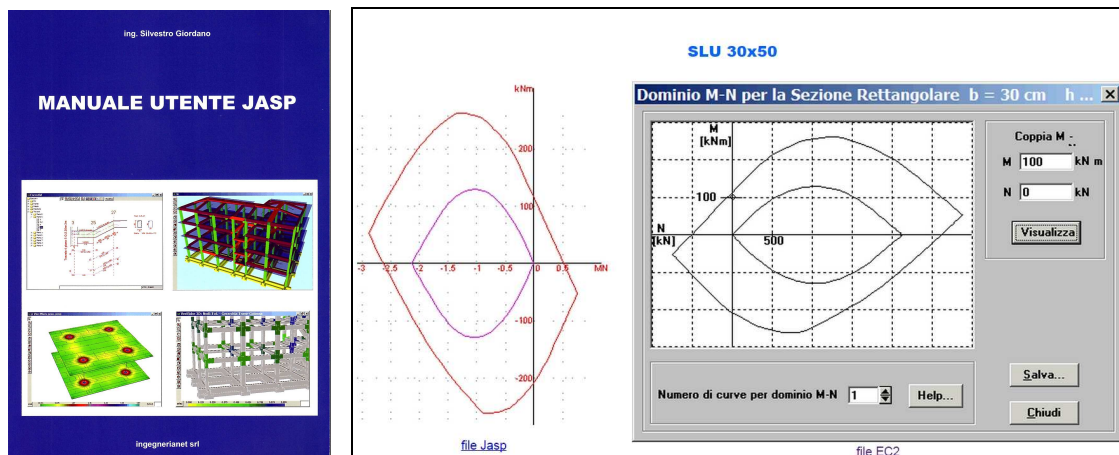 ing. Silvestro Giordano
MANUALE UTENTE JASP
ingegnerianet srl
SLU 30x50
kNm
200
100
-3
-2.5
-2
-1.5
-1
-.5
0
0.5
MN
-100
-200
file Jasp
Dominio M-N per la Sezione Rettangolare b = 30 cm h ...
M
[kNm]
100
N
[kN]
500
Coppia M -
M 100 kN m
N 0 kN
Visualizza
Numero di curve per dominio M-N 1
Help...
Salva...
Chiudi
file EC2